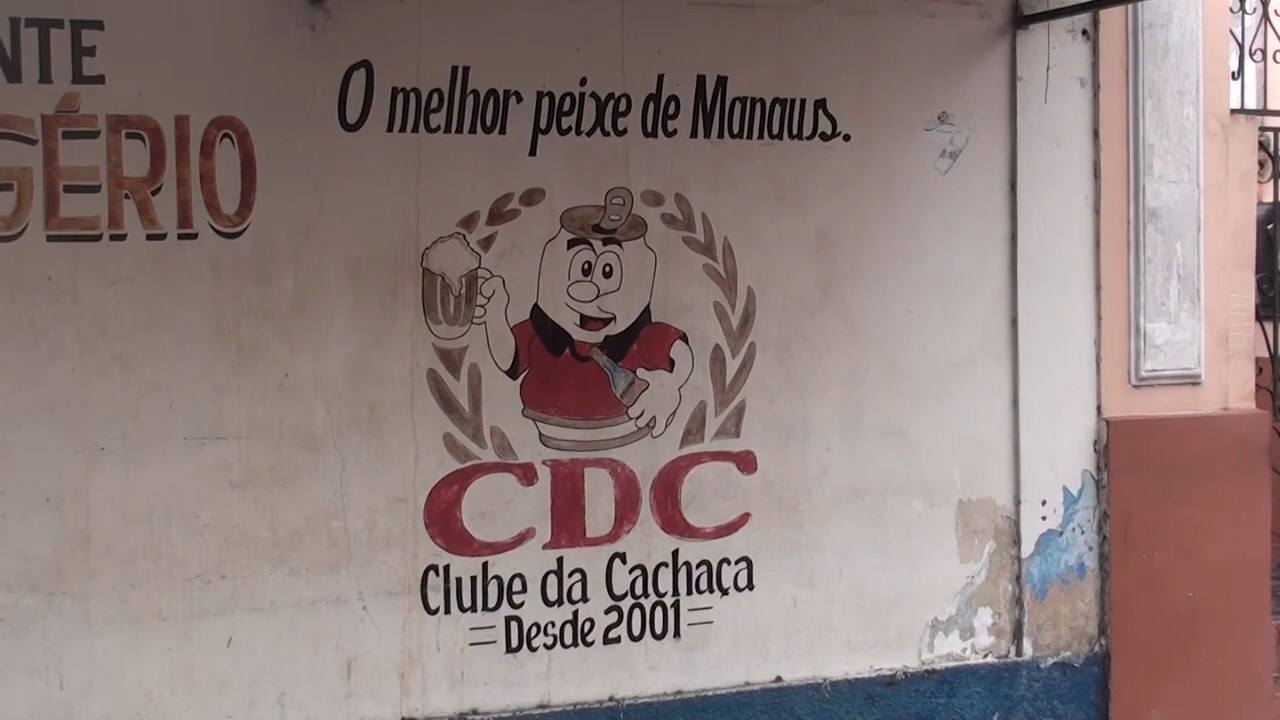 NTE
GÉRIO
O melhor peixe de Manaus.
CDC
Clube da Cachaça
=Desde 2001=